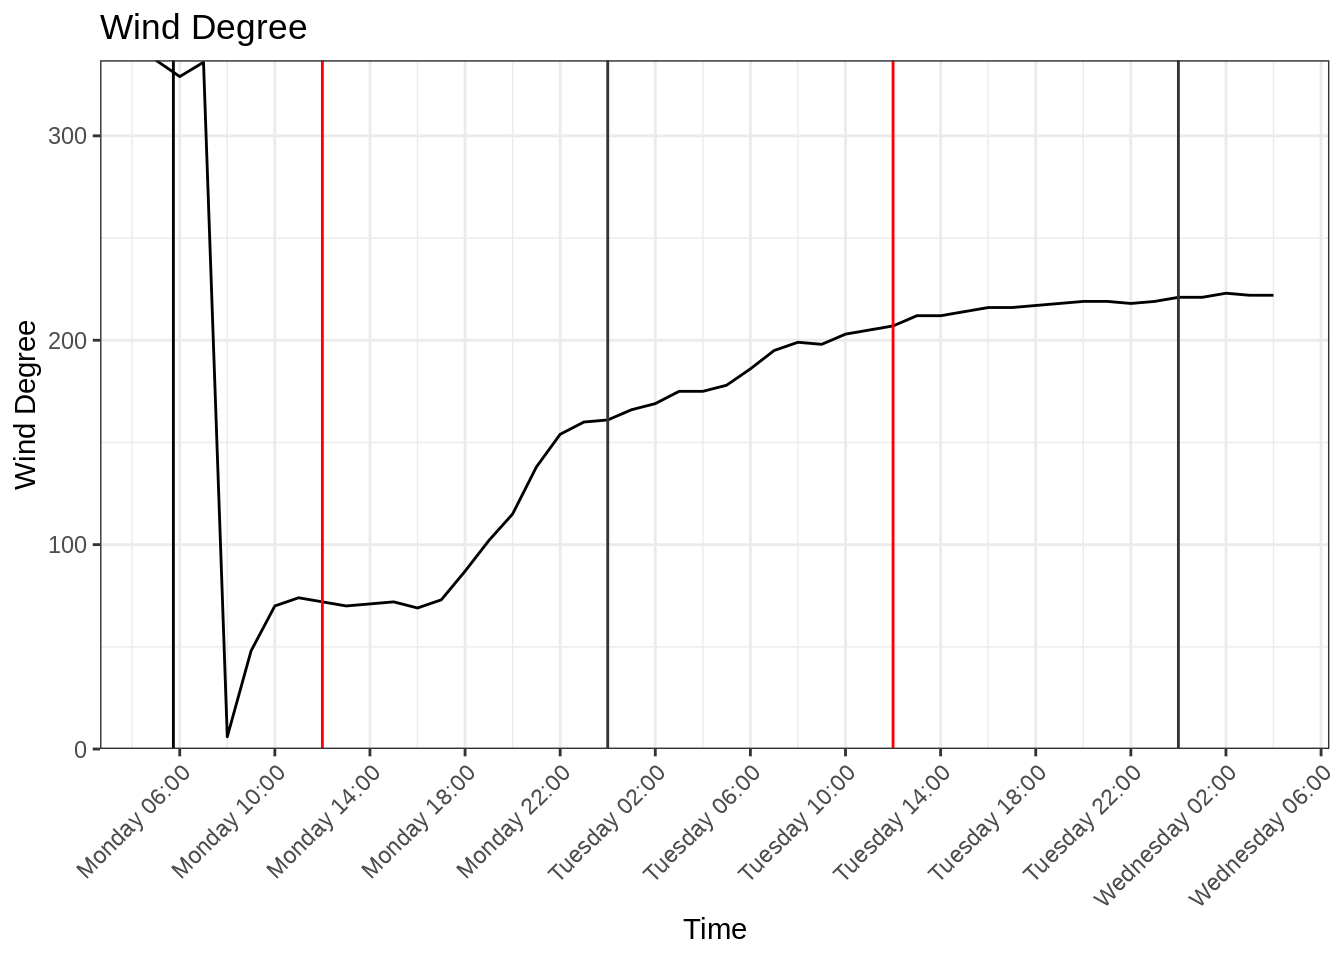 Wind Degree
Wind Degree
300
200
100
0
Monday 06:00
Monday 10:00
Monday 14:00
Monday 18:00
Monday 22:00
Tuesday 02:00
Tuesday 06:00
Tuesday 10:00
Tuesday 14:00
Tuesday 18:00
Tuesday 22:00
Wednesday 02:00
Wednesday 06:00
Time